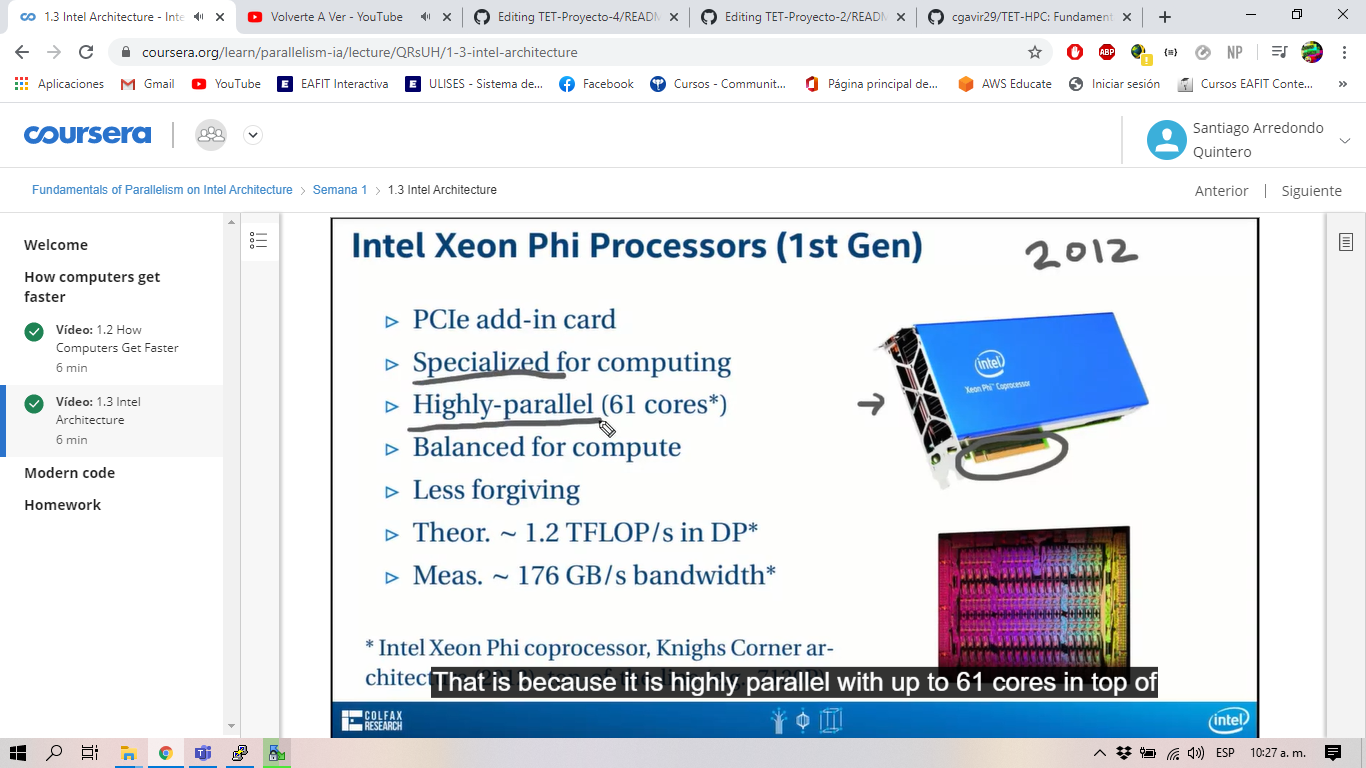 1.3 Intel Architecture - Inte
Volverte A Ver - YouTube
Editing TET-Proyecto-4/READM
Editing TET-Proyecto-2/READM
cgavir29/TET-HPC: Fundament
coursera.org/learn/parallelism-ia/lecture/QRsUH/1-3-intel-architecture
ABP
NP
Aplicaciones
Gmail
YouTube
EAFIT Interactiva
ULISES - Sistema de...
Facebook
Cursos - Communit...
Página principal de...
AWS Educate
Iniciar sesión
Cursos EAFIT Conte...
coursera
Santiago Arredondo
Quintero
Fundamentals of Parallelism on Intel Architecture
Semana 1
1.3 Intel Architecture
Anterior
Siguiente
Welcome
How computers get
faster
Vídeo: 1.2 How
Computers Get Faster
6 min
Vídeo: 1.3 Intel
Architecture
6 min
Modern code
Homework
Intel Xeon Phi Processors (1st Gen)
2012
PCIe add-in card
Specialized for computing
Highly-parallel (61 cores*)
Balanced for compute
Less forgiving
Theor. ~ 1.2 TFLOP/s in DP*
Meas. ~ 176 GB/s bandwidth*
intel
Xeon Phi™ Coprocessor
* Intel Xeon Phi coprocessor, Knighs Corner ar-
chitect
That is because it is highly parallel with up to 61 cores in top of
COLFAX
RESEARCH
intel
ESP
10:27 a. m.